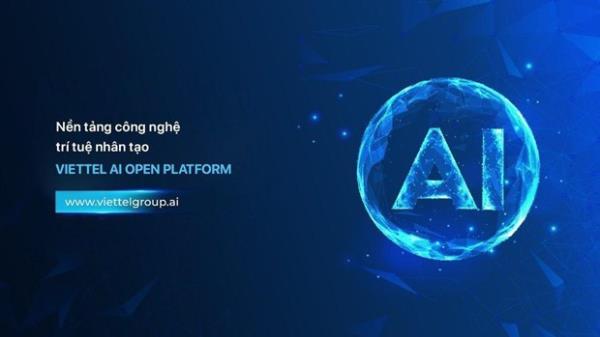 Nền tảng công nghệ
trí tuệ nhân tạo
VIETTEL AI OPEN PLATFORM
www.viettelgroup.ai
AI